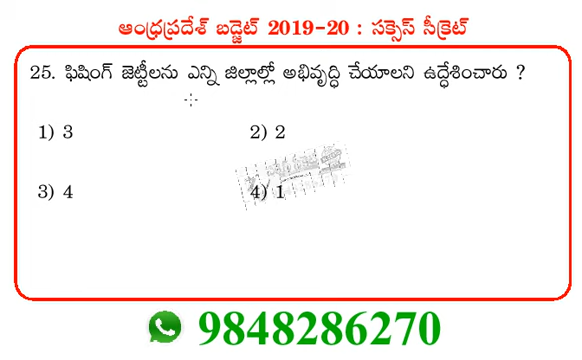 ఆంధ్రప్రదేశ్ బడ్జెట్ 2019-20 : సక్సెస్ సీక్రెట్
25. ఫిషింగ్ జెట్టీలను ఎన్ని జిల్లాల్లో అభివృద్ధి చేయాలని ఉద్ధేశించారు ?
1) 3
2) 2
3) 4
4) 1
9848286270